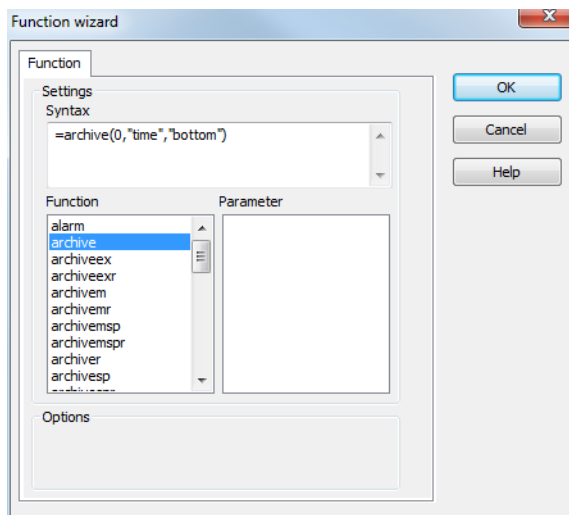 Function wizard
Function
Settings
Syntax
=archive(0,"time","bottom")
Function
Parameter
alarm
archive
archiveex
archiveexr
archivem
archivemr
archivemsp
archivemspr
archiver
archivesp
Options
OK
Cancel
Help